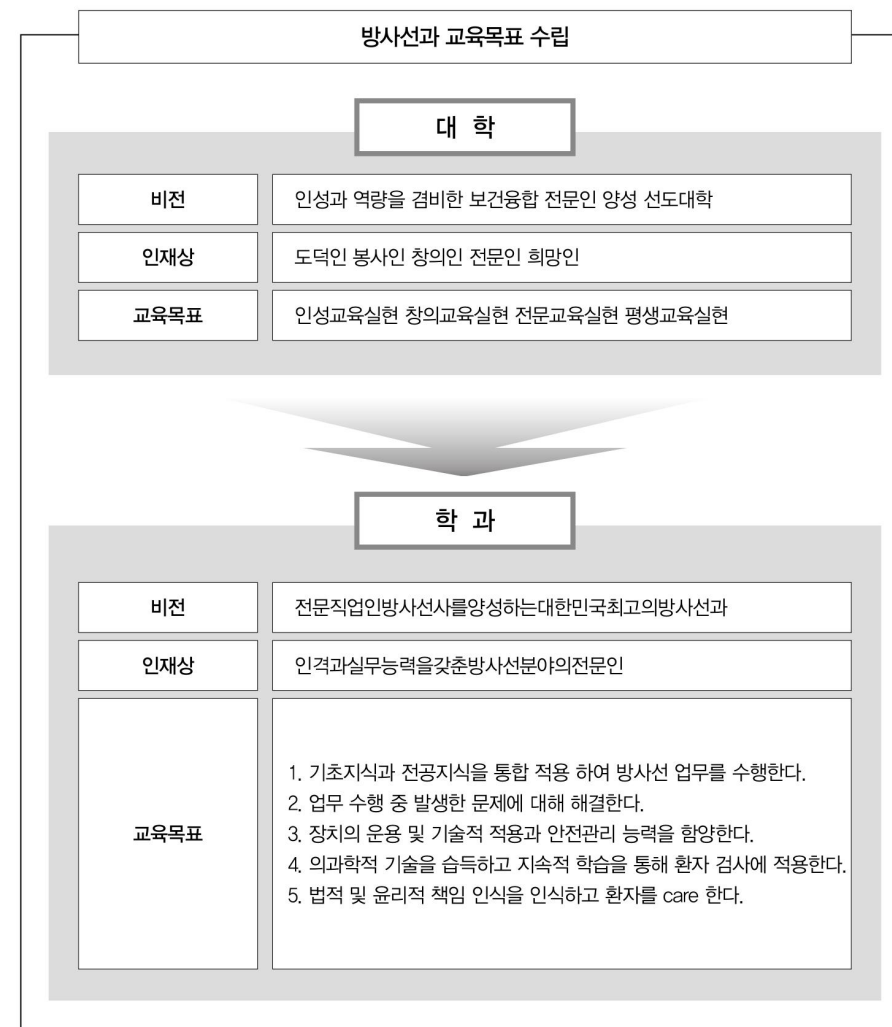 방사선과 교육목표 수립
대 학
비전
인성과 역량을 겸비한 보건융합 전문인 양성 선도대학
인재상
도덕인 봉사인 창의인 전문인 희망인
교육목표
인성교육실현 창의교육실현 전문교육실현 평생교육실현
학 과
비전
전문직업인방사선사를양성하는대한민국최고의방사선과
인재상
인격과실무능력을갖춘방사선분야의전문인
교육목표
1. 기초지식과 전공지식을 통합 적용 하여 방사선 업무를 수행한다.
2. 업무 수행 중 발생한 문제에 대해 해결한다.
3. 장치의 운용 및 기술적 적용과 안전관리 능력을 함양한다.
4. 의과학적 기술을 습득하고 지속적 학습을 통해 환자 검사에 적용한다.
5. 법적 및 윤리적 책임 인식을 인식하고 환자를 care 한다.